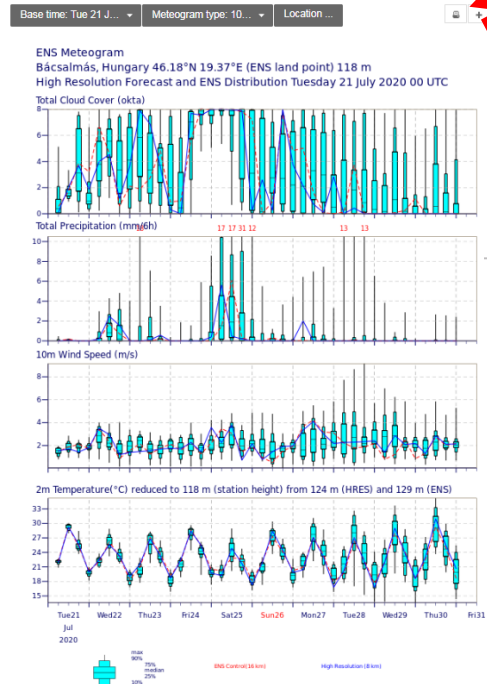 Base time: Tue 21 J... Meteogram type: 10... Location ...
ENS Meteogram
Bácsalmás, Hungary 46.18°N 19.37°E (ENS land point) 118 m
High Resolution Forecast and ENS Distribution Tuesday 21 July 2020 00 UTC
Total Cloud Cover (okta)
8
6
4
2
0
Total Precipitation (mm/6h)
17 17 31 12 13 13
10
8
6
4
2
0
10m Wind Speed (m/s)
8
6
4
2
2m Temperature(°C) reduced to 118 m (station height) from 124 m (HRES) and 129 m (ENS)
33
30
27
24
21
18
15
Tue21 Wed22 Thu23 Fri24 Sat25 Sun26 Mon27 Tue28 Wed29 Thu30 Fri31
Jul
2020
max
90%
75%
median
25%
10%
ENS Control(16 km) High Resolution (8 km)